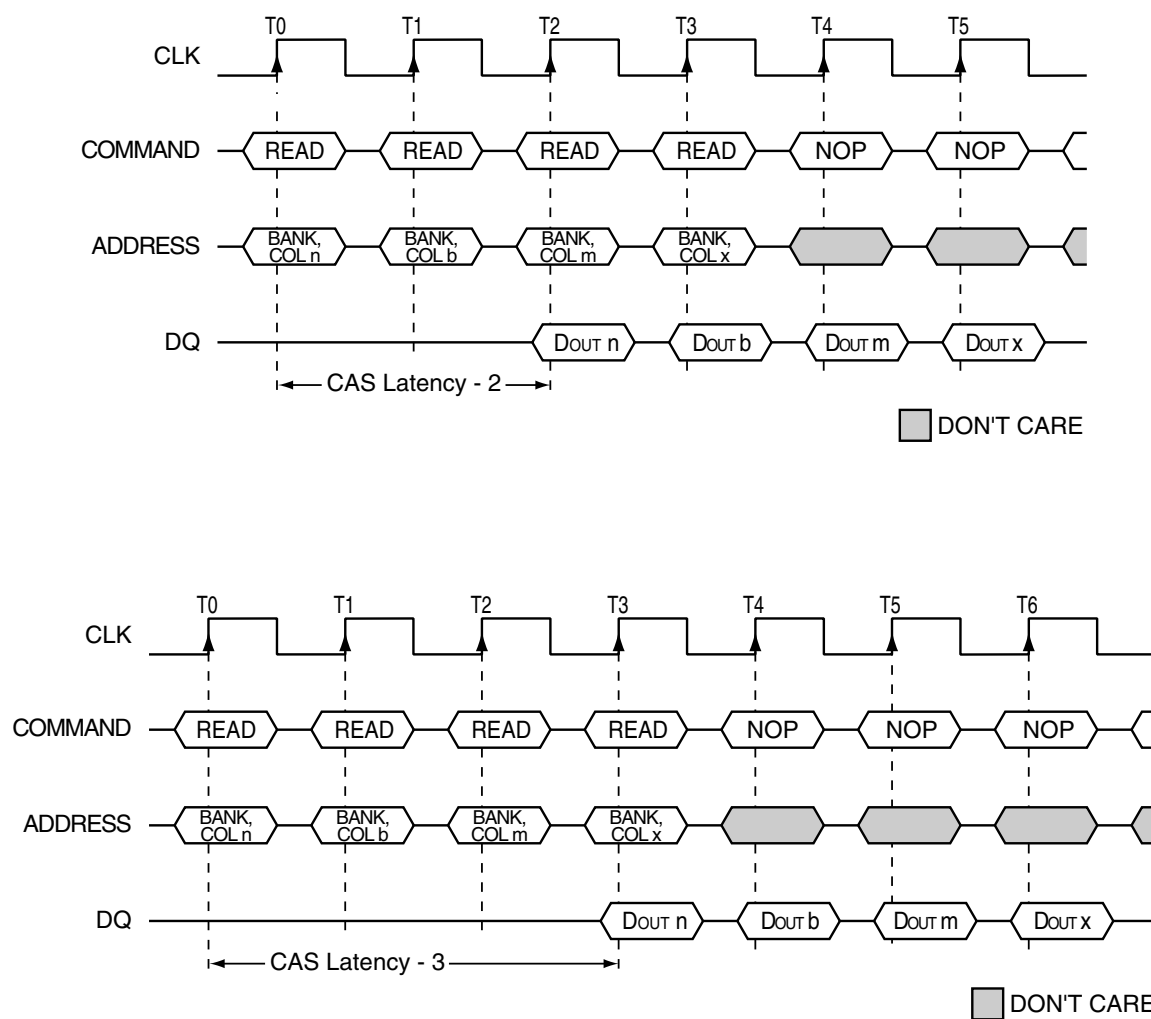 T0 T1 T2 T3 T4 T5
CLK
COMMAND READ READ READ READ NOP NOP
ADDRESS BANK, COL n BANK, COL b BANK, COL m BANK, COL x
DQ DOUT n DOUT b DOUT m DOUT x
CAS Latency - 2
DON'T CARE
T0 T1 T2 T3 T4 T5 T6
CLK
COMMAND READ READ READ READ NOP NOP NOP
ADDRESS BANK, COL n BANK, COL b BANK, COL m BANK, COL x
DQ DOUT n DOUT b DOUT m DOUT x
CAS Latency - 3
DON'T CARE